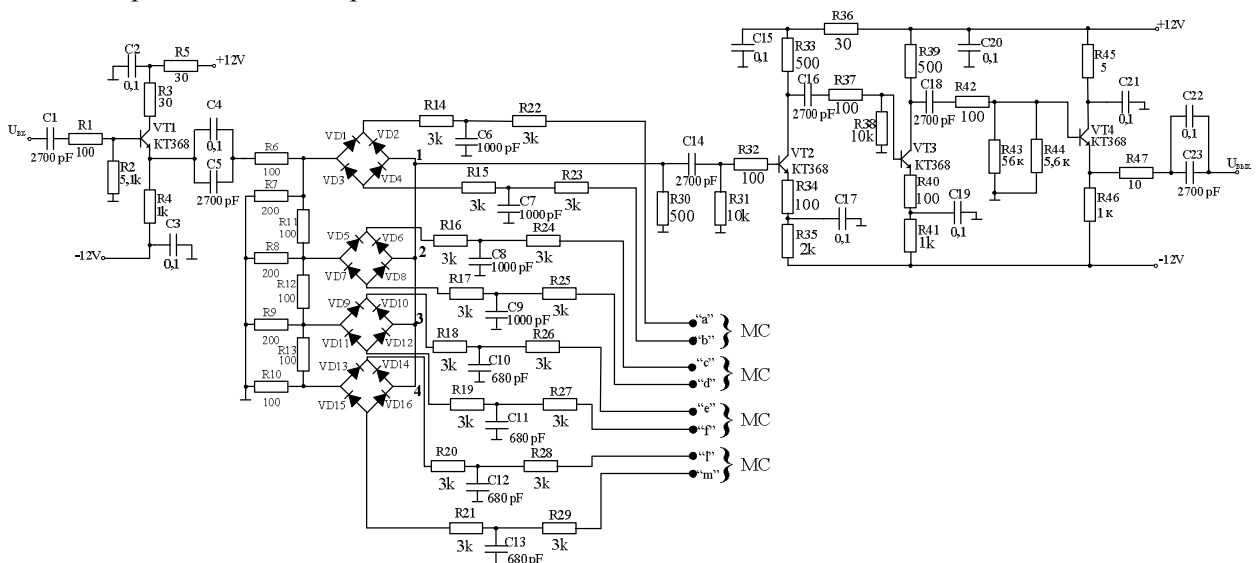 C2
0,1
R5
30
+12V
R3
30
C1
2700 pF
Uвх
R1
100
VT1
КТ368
R2
5,1k
R4
1k
C3
0,1
-12V
C4
0,1
C5
2700 pF
R6
100
R7
200
R11
100
R8
200
R12
100
R9
200
R13
100
R10
100
VD1
VD2
VD3
VD4
1
VD5
VD6
VD7
VD8
2
VD9
VD10
VD11
VD12
3
VD13
VD14
VD15
VD16
4
R14
3k
C6
1000 pF
R22
3k
R15
3k
C7
1000 pF
R23
3k
R16
3k
C8
1000 pF
R24
3k
R17
3k
C9
1000 pF
R25
3k
R18
3k
C10
680 pF
R26
3k
R19
3k
C11
680 pF
R27
3k
R20
3k
C12
680 pF
R28
3k
R21
3k
C13
680 pF
R29
3k
“a”
“b”
MC
“c”
“d”
MC
“e”
“f”
MC
“l”
“m”
MC
R30
500
C14
2700 pF
R31
10k
R32
100
C15
0,1
R33
500
R36
30
C16
2700 pF
R37
100
R38
10k
VT2
КТ368
R34
100
R35
2k
C17
0,1
R39
500
C20
0,1
C18
2700 pF
R42
100
VT3
КТ368
R40
100
R41
1k
C19
0,1
R43
56к
R44
5,6к
R45
5
C21
0,1
VT4
КТ368
R47
10
R46
1к
C22
0,1
C23
2700 pF
Uвых
+12V
-12V